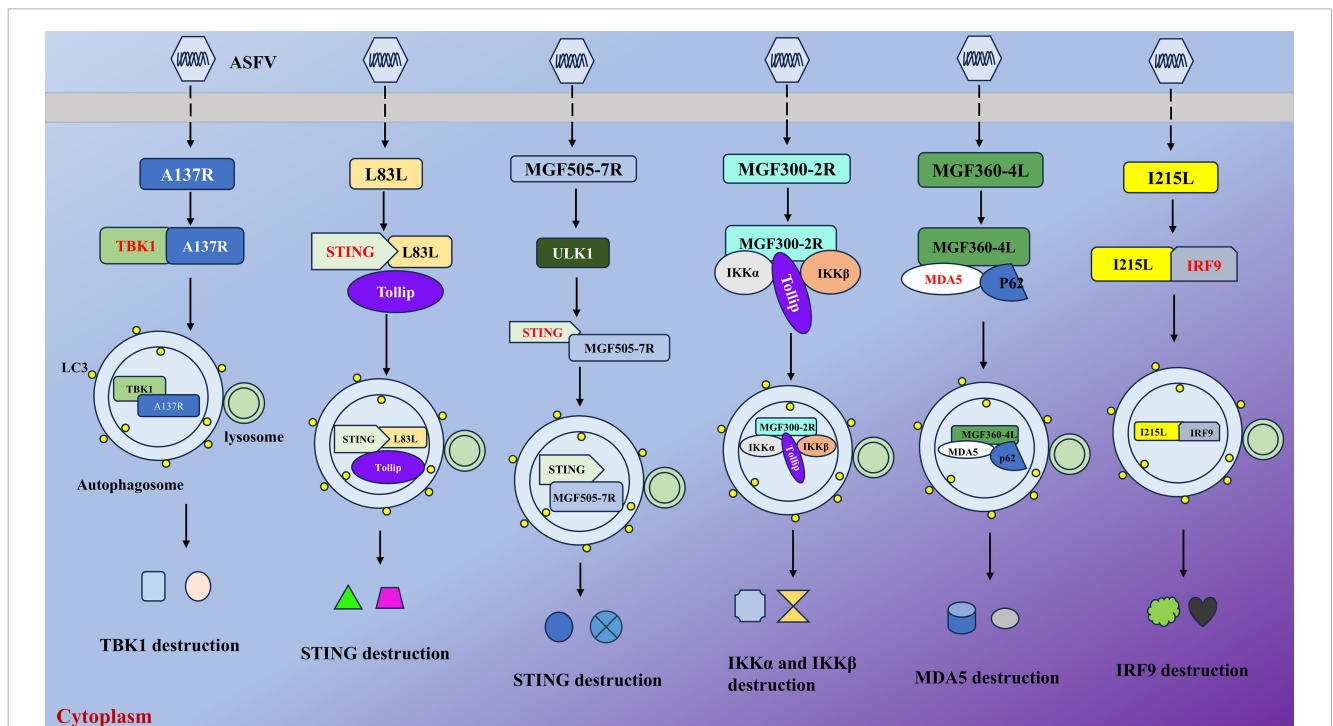 ASFV
A137R
L83L
MGF505-7R
MGF300-2R
MGF360-4L
I215L
TBK1
A137R
STING
L83L
Tollip
ULK1
STING
MGF505-7R
MGF300-2R
IKKα
Tollip
IKKβ
MGF360-4L
MDA5
P62
I215L
IRF9
LC3
TBK1
A137R
lysosome
Autophagosome
STING
L83L
Tollip
STING
MGF505-7R
MGF300-2R
IKKα
Tollip
IKKβ
MGF360-4L
MDA5
p62
I215L
IRF9
TBK1 destruction
STING destruction
STING destruction
IKKα and IKKβ
destruction
MDA5 destruction
IRF9 destruction
Cytoplasm